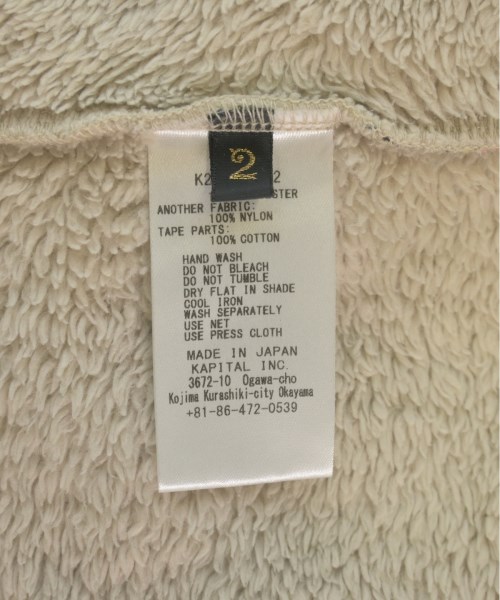 2
ANOTHER FABRIC:
100% NYLON
TAPE PARTS:
100% COTTON
HAND WASH
DO NOT BLEACH
DO NOT TUMBLE
DRY FLAT IN SHADE
COOL IRON
WASH SEPARATELY
USE NET
USE PRESS CLOTH
MADE IN JAPAN
KAPITAL INC.
3672-10 Ogawa-cho
Kojima Kurashiki-city Okayama
+81-86-472-0539